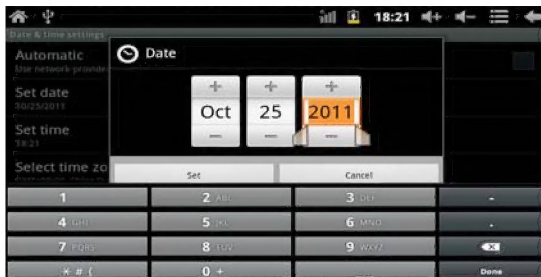 18:21
Date & time settings
Automatic
Use network provided
Set date
10/25/2011
Set time
18:21
Select time zo
Date
+ + +
Oct 25 2011
- - -
Set Cancel
1 2 ABC 3 DEF -
4 GHI 5 JKL 6 MNO .
7 PQRS 8 TUV 9 WXYZ
* # ( 0 + Done